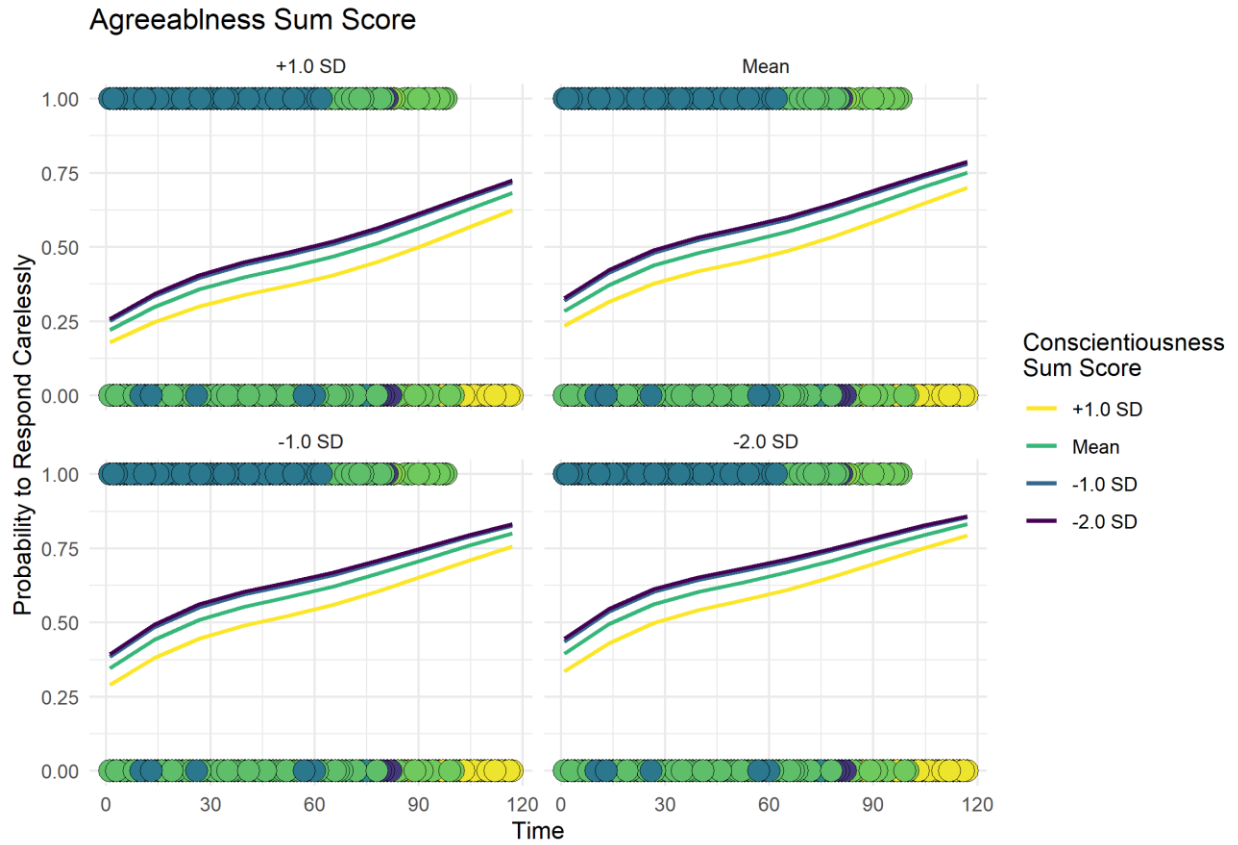 Agreeablness Sum Score
+1.0 SD
Mean
1.00
0.75
0.50
0.25
0.00
-1.0 SD
-2.0 SD
1.00
0.75
0.50
0.25
0.00
0 30 60 90 120
0 30 60 90 120
Time
Probability to Respond Carelessly
Conscientiousness
Sum Score
+1.0 SD
Mean
-1.0 SD
-2.0 SD